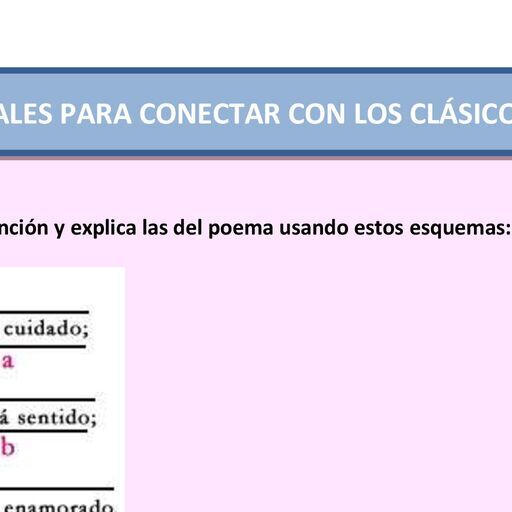 ALES PARA CONECTAR CON LOS CLÁSICO
nción y explica las del poema usando estos esquemas:
cuidado;
a
á sentido;
b
enamorado